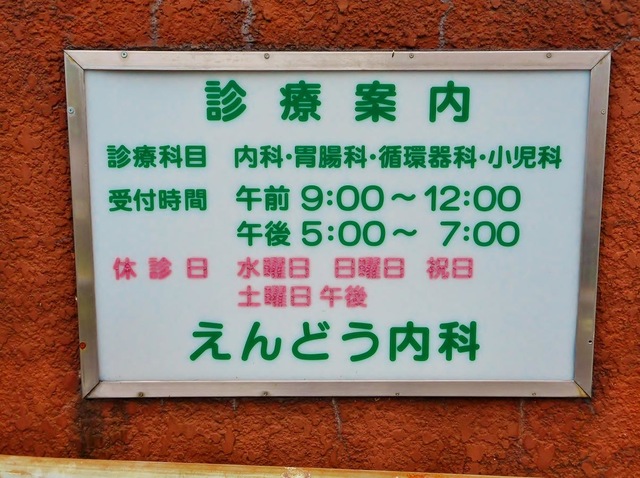 診療案内
診療科目 内科・胃腸科・循環器科・小児科
受付時間 午前 9:00～12:00
午後 5:00～ 7:00
休診日 水曜日 日曜日 祝日
土曜日午後
えんどう内科